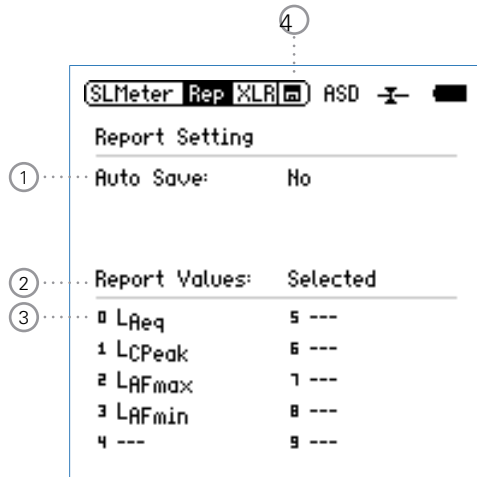 4
SLMeter Rep XLR ASD
Report Setting
1 Auto Save: No
2 Report Values: Selected
3 0 LAeq 5 ---
1 LCPeak 6 ---
2 LAFmax 7 ---
3 LAFmin 8 ---
4 --- 9 ---